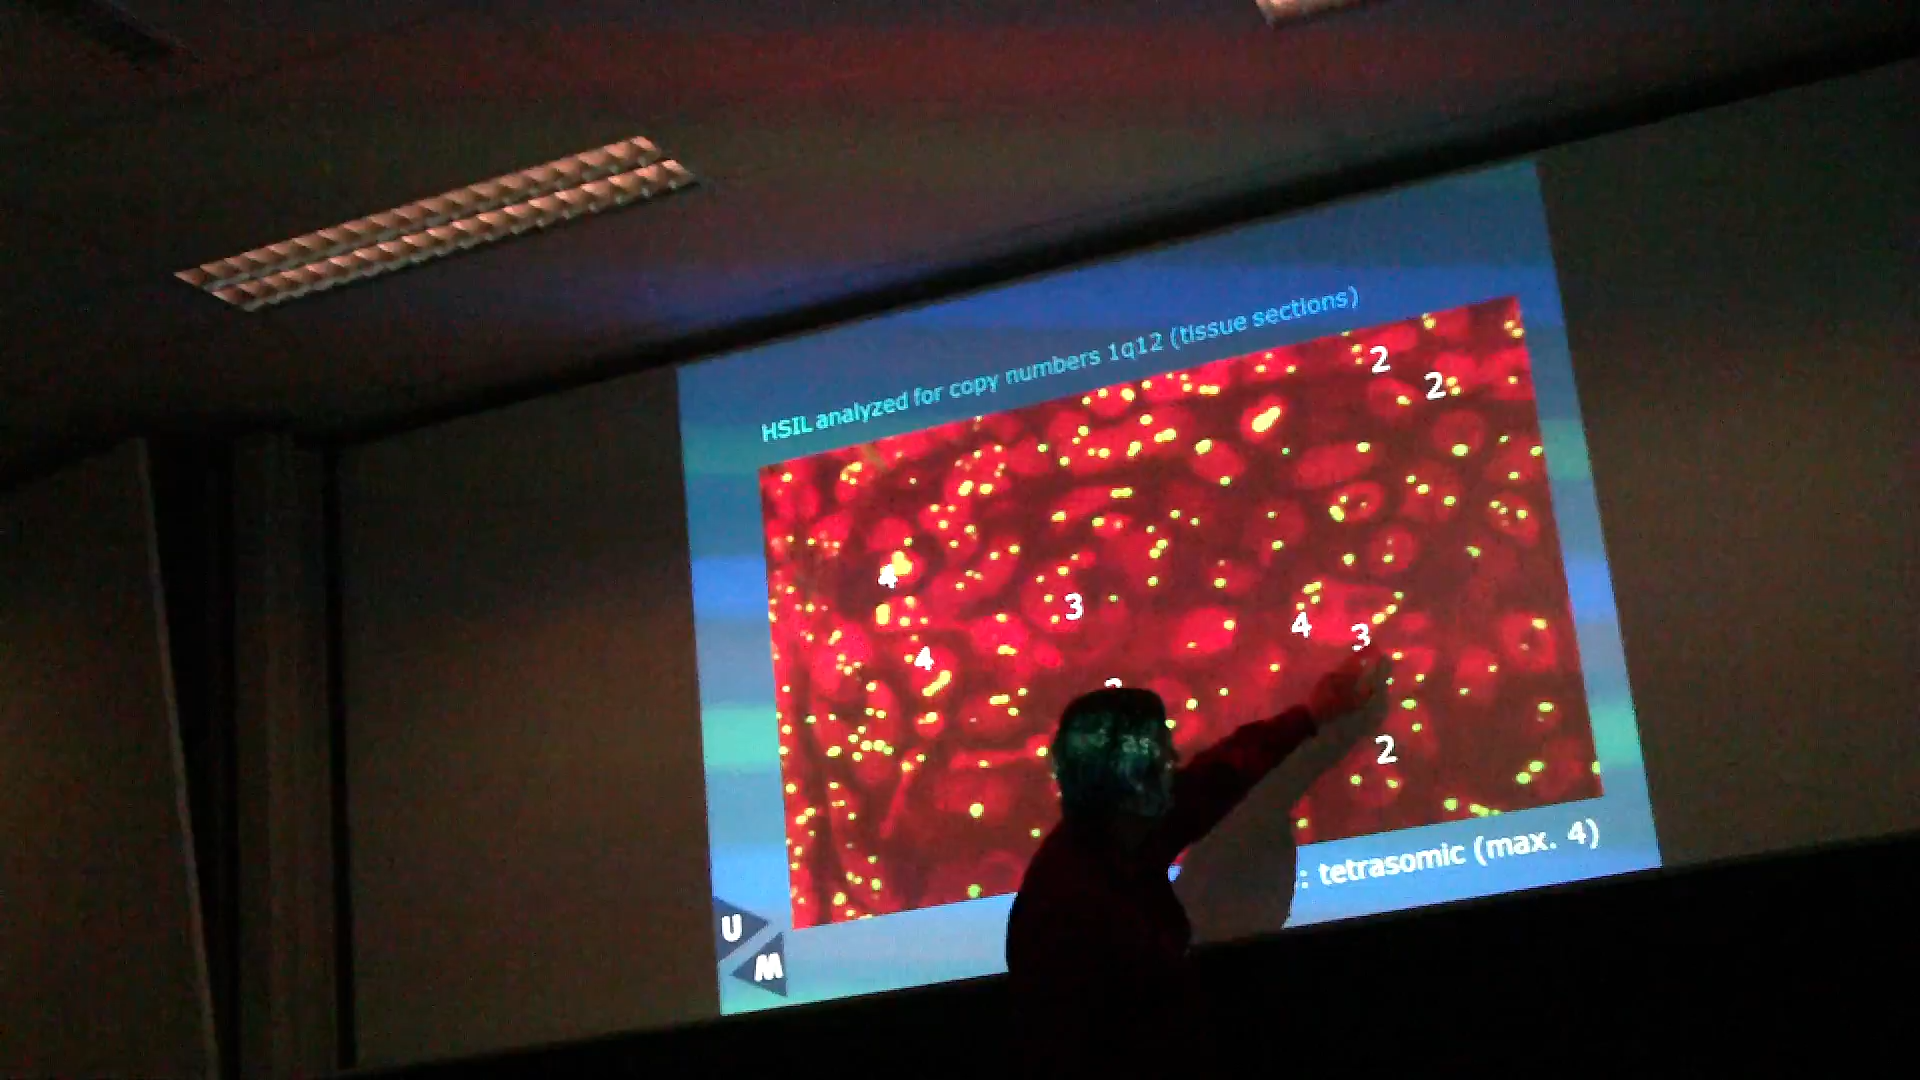 HSIL analyzed for copy numbers 1q12 (tissue sections)
2
2
4
3
4
3
4
2
: tetrasomic (max. 4)
U
M